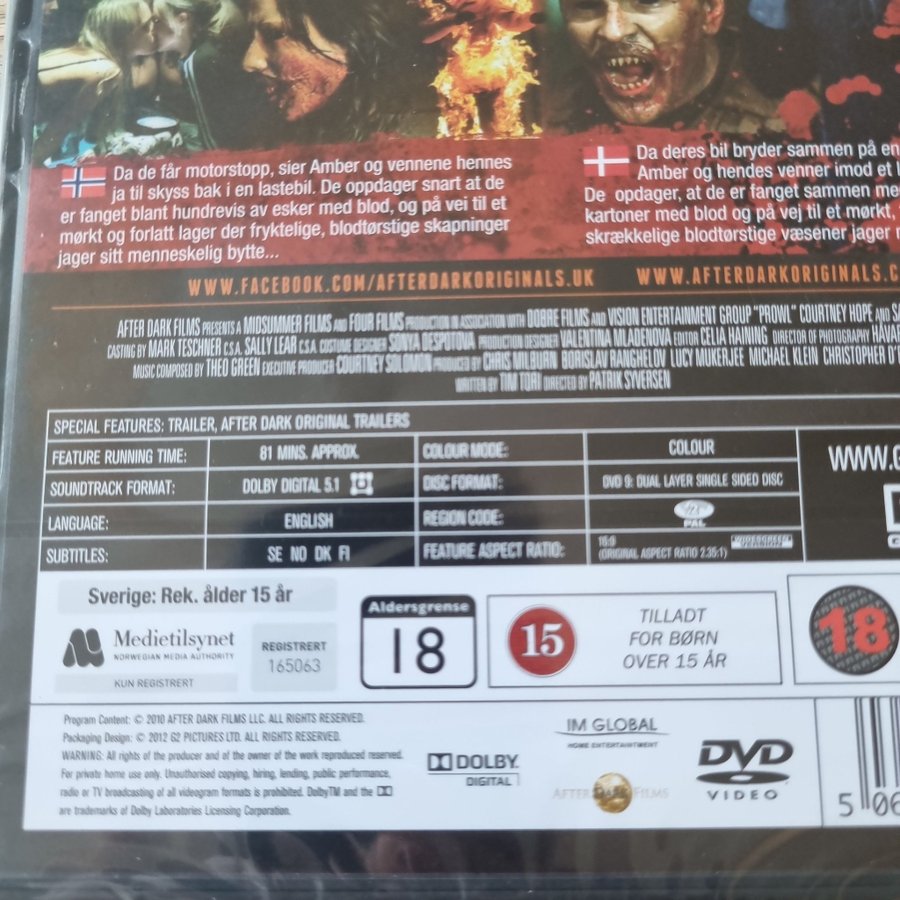 Da de får motorstopp, sier Amber og vennene hennes
ja til skyss bak i en lastebil. De oppdager snart at de
er fanget blant hundrevis av esker med blod, og på vei til et
mørkt og forlatt lager der fryktelige, blodtørstige skapninger
jager sitt menneskelig bytte...
Da deres bil bryder sammen på en
Amber og hendes venner imod et
De opdager, at de er fanget sammen
kartoner med blod og på vej til et mørkt,
skrækkelige blodtørstige væsener jager
WWW.FACEBOOK.COM/AFTERDARKORIGINALS.UK
WWW.AFTERDARKORIGINALS.C
AFTER DARK FILMS PRESENTS A MIDSUMMER FILMS AND FOUR FILMS PRODUCTION IN ASSOCIATION WITH DOBRE FILMS AND VISION ENTERTAINMENT GROUP "PROWL" COURTNEY HOPE AND
CASTING BY MARK TESCHNER C.S.A. SALLY LEAR C.S.A. COSTUME DESIGNER SONYA DESPOTOVA PRODUCTION DESIGNER VALENTINA MLADENOVA EDITOR CELIA HAINING DIRECTOR OF PHOTOGRAPHY
MUSIC COMPOSED BY THEO GREEN EXECUTIVE PRODUCER COURTNEY SOLOMON PRODUCED BY CHRIS MILBURN BORISLAV RANGHELOV LUCY MUKERJEE MICHAEL KLEIN CHRISTOPHER
WRITTEN BY TIM TORI DIRECTED BY PATRIK SYVERSEN
SPECIAL FEATURES: TRAILER, AFTER DARK ORIGINAL TRAILERS
FEATURE RUNNING TIME: 81 MINS. APPROX. COLOUR MODE: COLOUR
SOUNDTRACK FORMAT: DOLBY DIGITAL 5.1 DISC FORMAT: DVD 9: DUAL LAYER SINGLE SIDED DISC
LANGUAGE: ENGLISH REGION CODE: 2 PAL
SUBTITLES: SE NO DK FI FEATURE ASPECT RATIO: 16:9 (ORIGINAL ASPECT RATIO 2.35:1) WIDESCREEN VERSION
WWW.G
Sverige: Rek. ålder 15 år
Medietilsynet
NORWEGIAN MEDIA AUTHORITY
KUN REGISTRERT
REGISTRERT
165063
Aldersgrense
18
15
TILLADT
FOR BØRN
OVER 15 ÅR
18
Program Content: © 2010 AFTER DARK FILMS LLC. ALL RIGHTS RESERVED.
Packaging Design: © 2012 G2 PICTURES LTD. ALL RIGHTS RESERVED.
WARNING: All rights of the producer and of the owner of the work reproduced reserved.
For private home use only. Unauthorised copying, hiring, lending, public performance,
radio or TV broadcasting of all videogram formats is prohibited. DolbyTM and the
are trademarks of Dolby Laboratories Licensing Corporation.
DOLBY
DIGITAL
IM GLOBAL
HOME ENTERTAINMENT
AFTER DARK FILMS
DVD
VIDEO
5 06